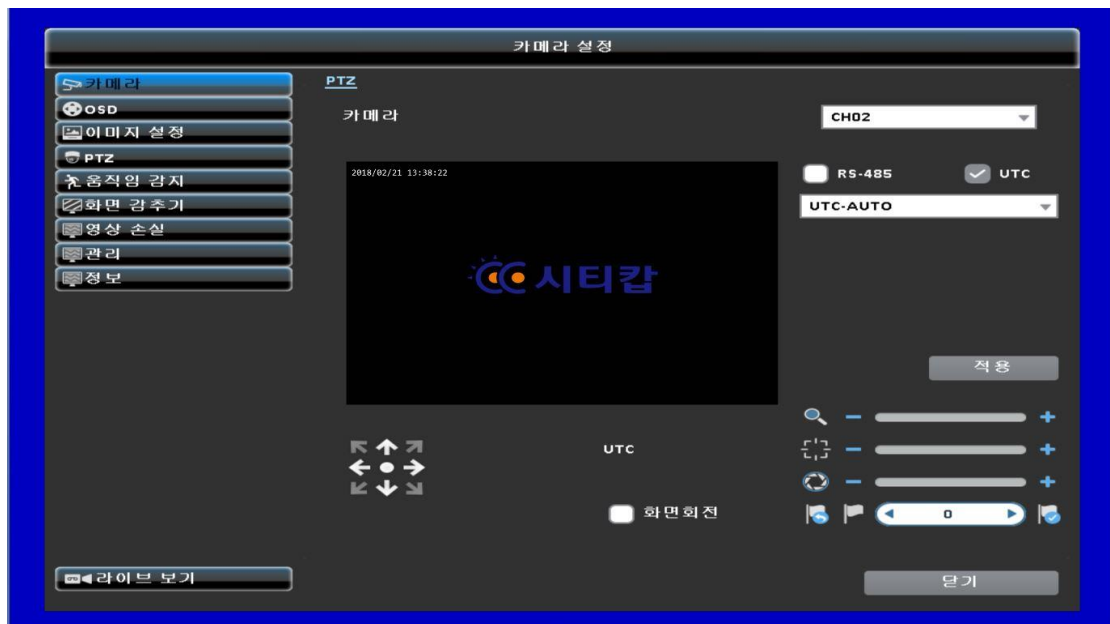 카메라 설정
카메라
OSD
이미지 설정
PTZ
움직임 감지
화면 감추기
영상 손실
관리
정보
PTZ
카메라
CH02
2018/02/21 13:38:22
시티캅
RS-485
UTC
UTC-AUTO
적용
UTC
화면회전
0
라이브 보기
닫기